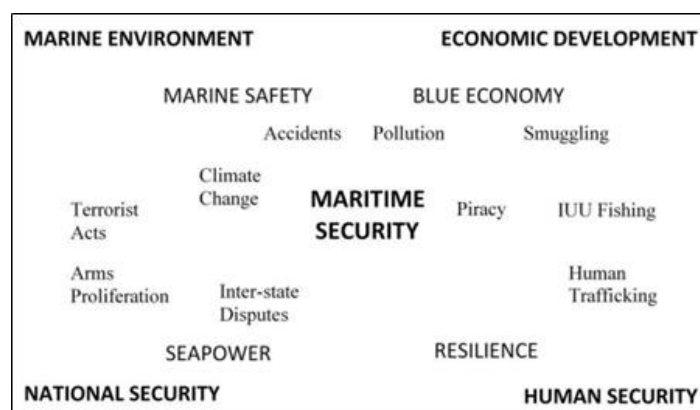 MARINE ENVIRONMENT ECONOMIC DEVELOPMENT
MARINE SAFETY BLUE ECONOMY
Accidents Pollution Smuggling
Climate
Change
MARITIME
SECURITY
Terrorist
Acts
Piracy IUU Fishing
Arms
Proliferation
Inter-state
Disputes
Human
Trafficking
SEAPOWER RESILIENCE
NATIONAL SECURITY HUMAN SECURITY